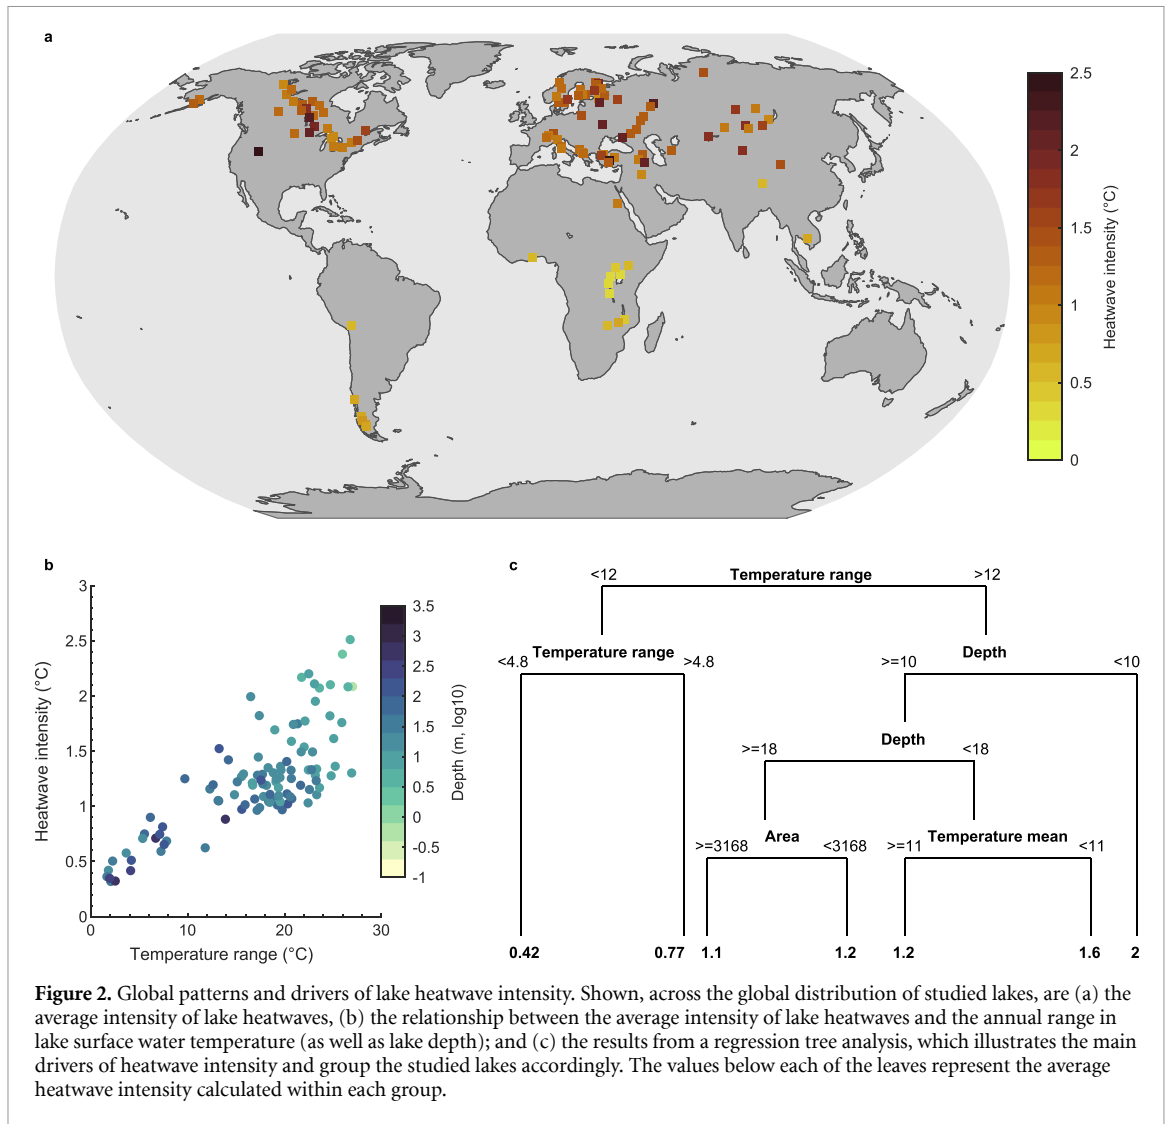 a
2.5
2
1.5
1
0.5
0
Heatwave intensity (°C)
b
3
2.5
2
1.5
1
0.5
0
Heatwave intensity (°C)
0
10
20
30
Temperature range (°C)
3.5
3
2.5
2
1.5
1
0.5
0
-0.5
-1
Depth (m, log10)
c
<12
Temperature range
>12
<4.8
Temperature range
>4.8
>=10
Depth
<10
>=18
Depth
<18
>=3168
Area
<3168
>=11
Temperature mean
<11
0.42
0.77
1.1
1.2
1.2
1.6
2
Figure 2. Global patterns and drivers of lake heatwave intensity. Shown, across the global distribution of studied lakes, are (a) the
average intensity of lake heatwaves, (b) the relationship between the average intensity of lake heatwaves and the annual range in
lake surface water temperature (as well as lake depth); and (c) the results from a regression tree analysis, which illustrates the main
drivers of heatwave intensity and group the studied lakes accordingly. The values below each of the leaves represent the average
heatwave intensity calculated within each group.